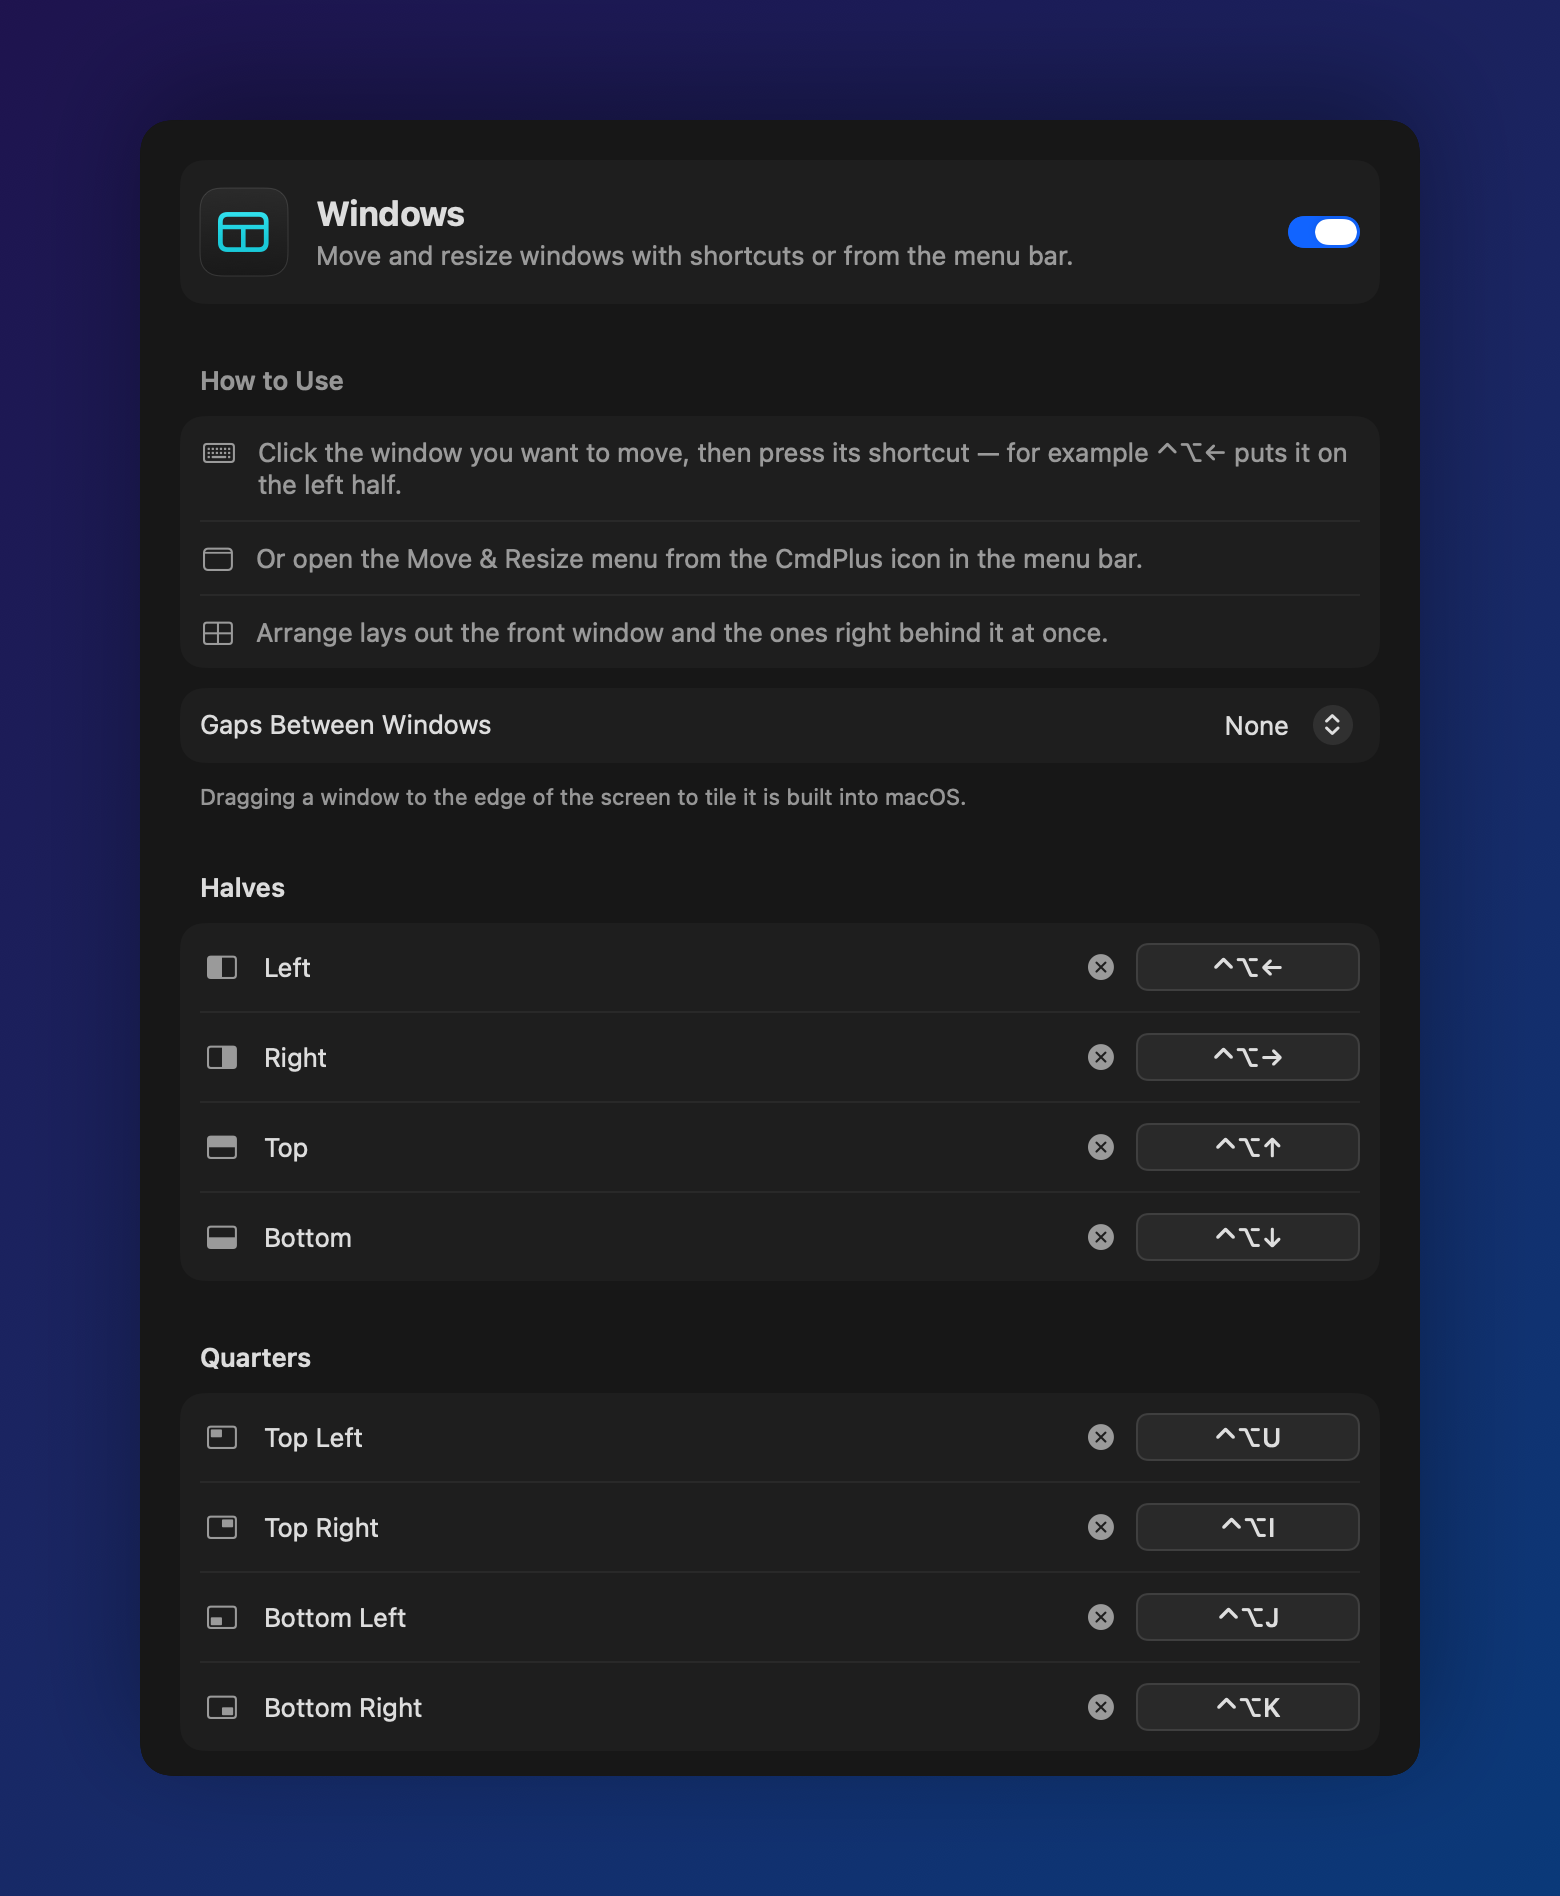 Windows
Move and resize windows with shortcuts or from the menu bar.
How to Use
Click the window you want to move, then press its shortcut — for example ^⌥← puts it on
the left half.
Or open the Move & Resize menu from the CmdPlus icon in the menu bar.
Arrange lays out the front window and the ones right behind it at once.
Gaps Between Windows None
Dragging a window to the edge of the screen to tile it is built into macOS.
Halves
Left ^⌥←
Right ^⌥→
Top ^⌥↑
Bottom ^⌥↓
Quarters
Top Left ^⌥U
Top Right ^⌥I
Bottom Left ^⌥J
Bottom Right ^⌥K